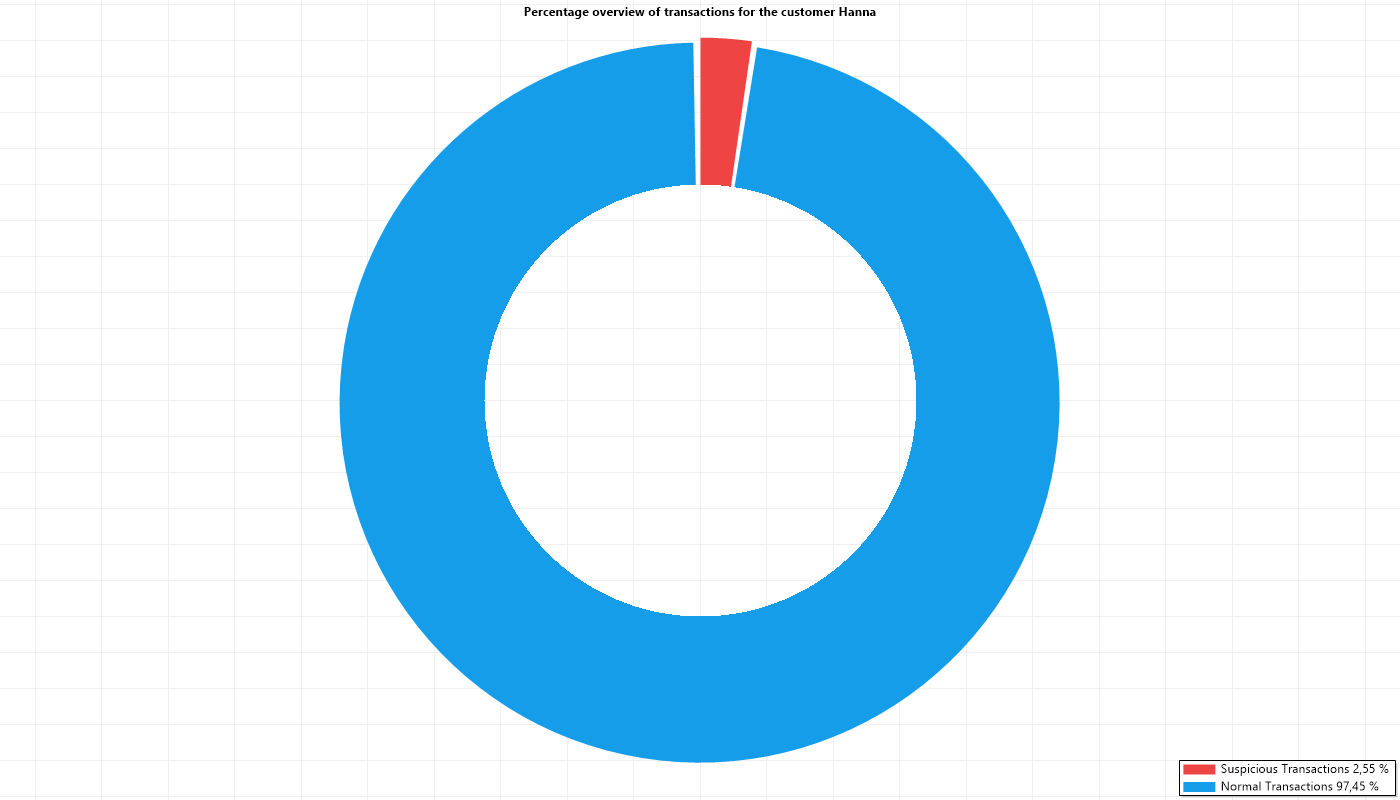 Percentage overview of transactions for the customer Hanna
Suspicious Transactions 2,55 %
Normal Transactions 97,45 %